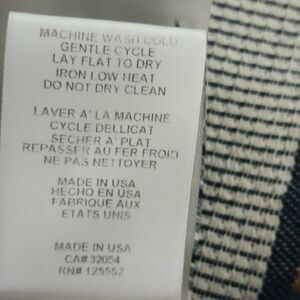 MACHINE WASH COLD
GENTLE CYCLE
LAY FLAT TO DRY
IRON LOW HEAT
DO NOT DRY CLEAN
LAVER A' LA MACHINE
CYCLE DELLICAT
SECHER A' PLAT
REPASSER AU FER FROID
NE PAS NETTOYER
MADE IN USA
HECHO EN USA
FABRIQUE AUX
ETATS UNIS
MADE IN USA
CA# 32054
RN# 125552